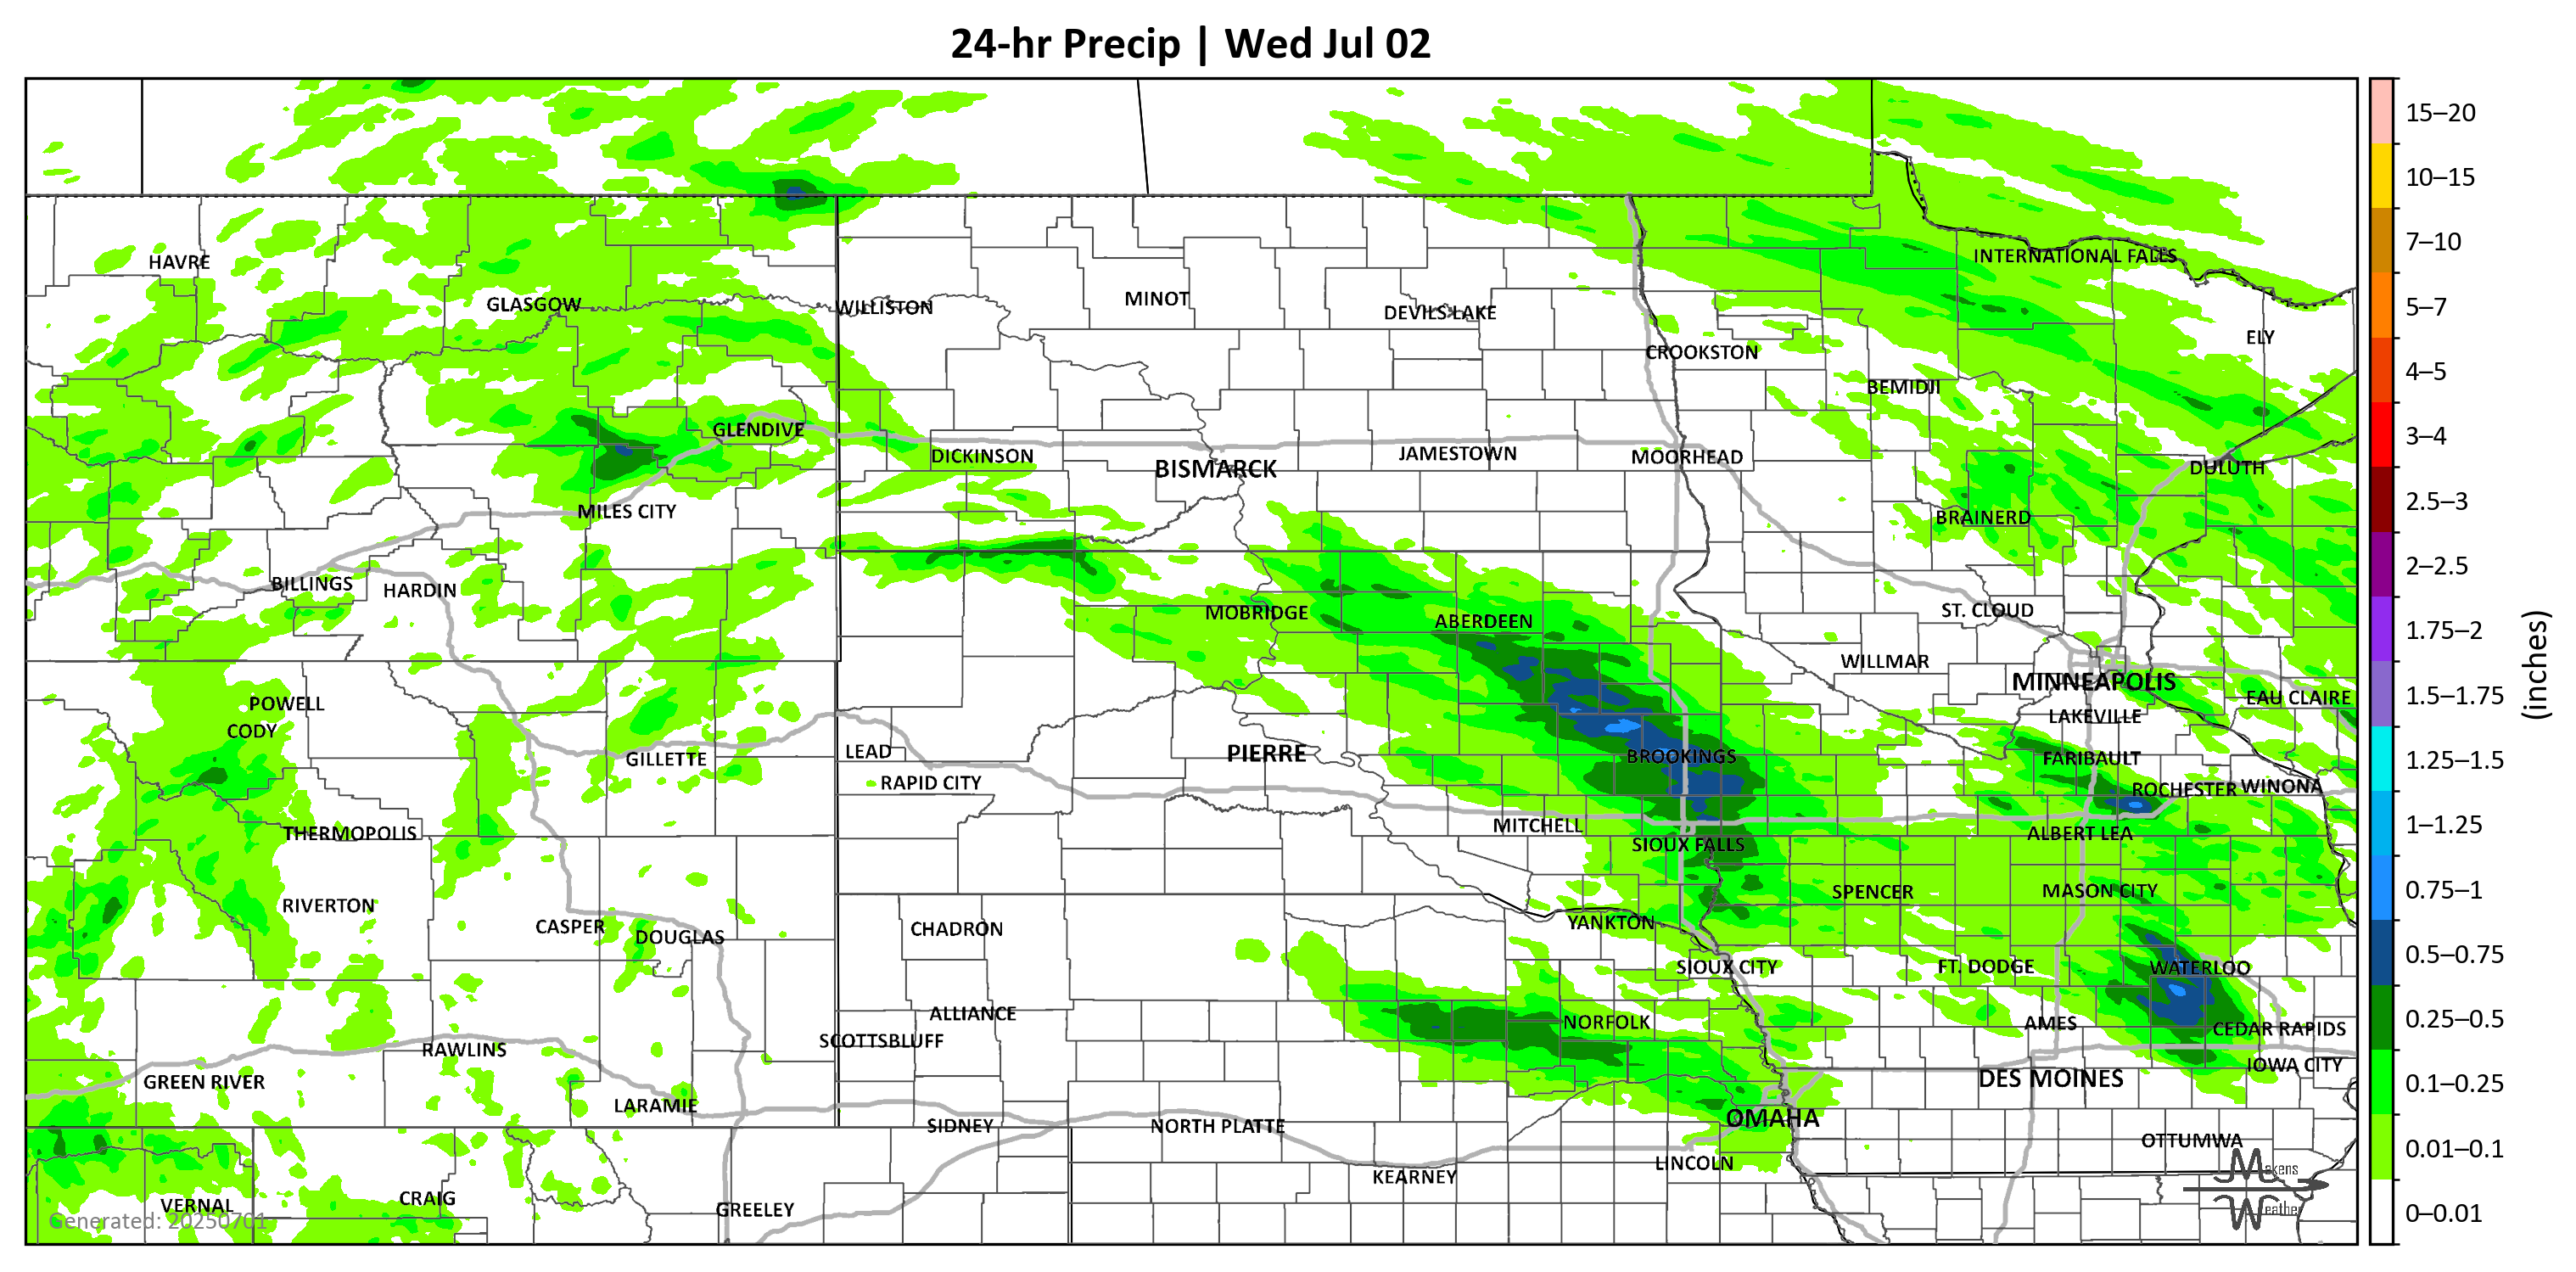 24-hr Precip | Wed Jul 02
15–20
10–15
7–10
5–7
4–5
3–4
2.5–3
2–2.5
1.75–2
1.5–1.75
1.25–1.5
1–1.25
0.75–1
0.5–0.75
0.25–0.5
0.1–0.25
0.01–0.1
0–0.01
(inches)
INTERNATIONAL FALLS
HAVRE
GLASGOW
WILLISTON
MINOT
DEVILS LAKE
ELY
CROOKSTON
BEMIDJI
GLENDIVE
DICKINSON
BISMARCK
JAMESTOWN
MOORHEAD
DULUTH
MILES CITY
BRAINERD
BILLINGS
HARDIN
MOBRIDGE
ABERDEEN
ST. CLOUD
WILLMAR
MINNEAPOLIS
EAU CLAIRE
POWELL
CODY
LAKEVILLE
GILLETTE
LEAD
PIERRE
BROOKINGS
FARIBAULT
RAPID CITY
ROCHESTER
WINONA
THERMOPOLIS
MITCHELL
ALBERT LEA
SIOUX FALLS
RIVERTON
SPENCER
MASON CITY
CASPER
DOUGLAS
CHADRON
YANKTON
SIOUX CITY
FT. DODGE
WATERLOO
ALLIANCE
NORFOLK
AMES
CEDAR RAPIDS
SCOTTSBLUFF
RAWLINS
IOWA CITY
GREEN RIVER
DES MOINES
LARAMIE
SIDNEY
NORTH PLATTE
OMAHA
OTTUMWA
LINCOLN
KEARNEY
VERNAL
CRAIG
GREELEY
Generated: 20250701
Makens
Weather